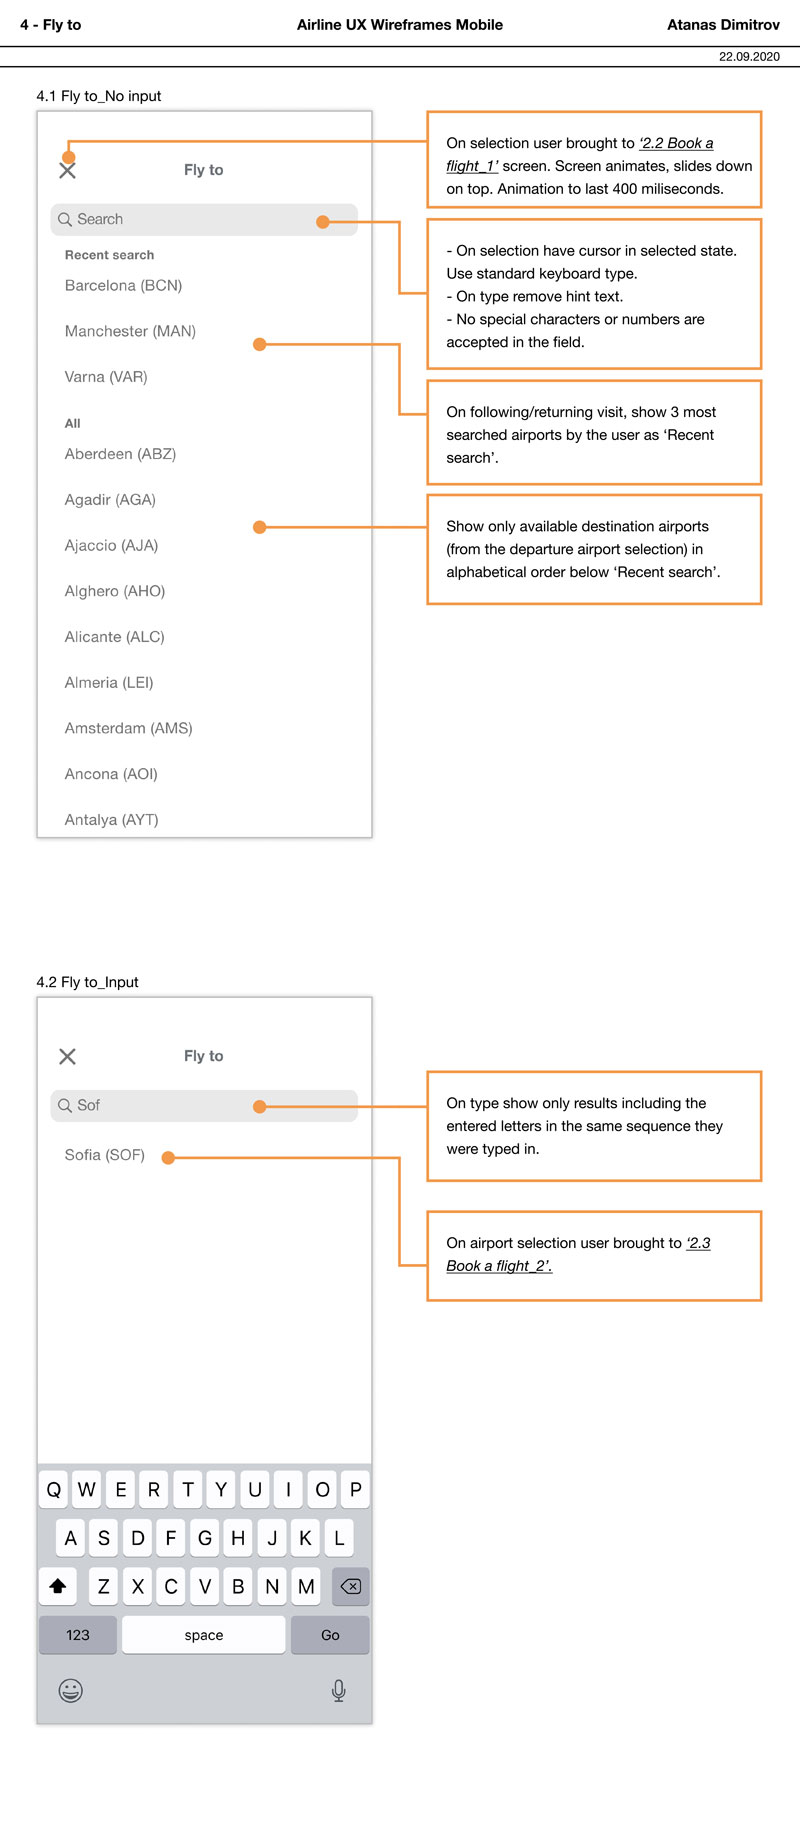 4 - Fly to
Airline UX Wireframes Mobile
Atanas Dimitrov
22.09.2020
4.1 Fly to_No input
Fly to
Search
Recent search
Barcelona (BCN)
Manchester (MAN)
Varna (VAR)
All
Aberdeen (ABZ)
Agadir (AGA)
Ajaccio (AJA)
Alghero (AHO)
Alicante (ALC)
Almeria (LEI)
Amsterdam (AMS)
Ancona (AOI)
Antalya (AYT)
On selection user brought to ‘2.2 Book a
flight_1’ screen. Screen animates, slides down
on top. Animation to last 400 miliseconds.
- On selection have cursor in selected state.
Use standard keyboard type.
- On type remove hint text.
- No special characters or numbers are
accepted in the field.
On following/returning visit, show 3 most
searched airports by the user as ‘Recent
search’.
Show only available destination airports
(from the departure airport selection) in
alphabetical order below ‘Recent search’.
4.2 Fly to_Input
Fly to
Sof
Sofia (SOF)
On type show only results including the
entered letters in the same sequence they
were typed in.
On airport selection user brought to ‘2.3
Book a flight_2’.
Q W E R T Y U I O P
A S D F G H J K L
Z X C V B N M
123 space Go